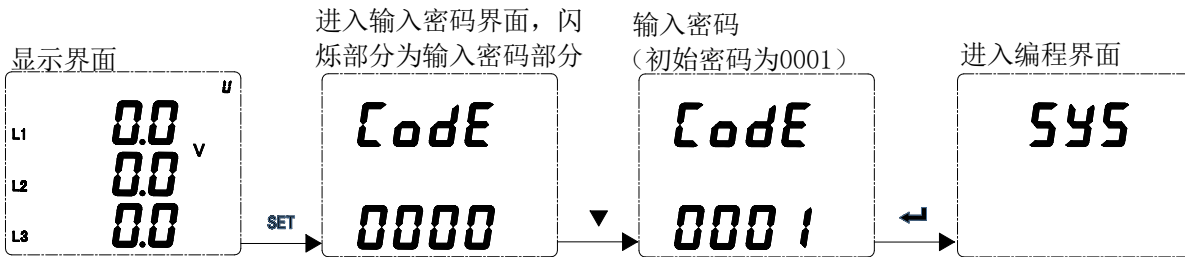 显示界面
U
L1 0.0
V
L2 0.0
L3 0.0
SET
进入输入密码界面，闪
烁部分为输入密码部分
CodE
0000
▼
输入密码
（初始密码为0001）
CodE
0001
进入编程界面
SYS